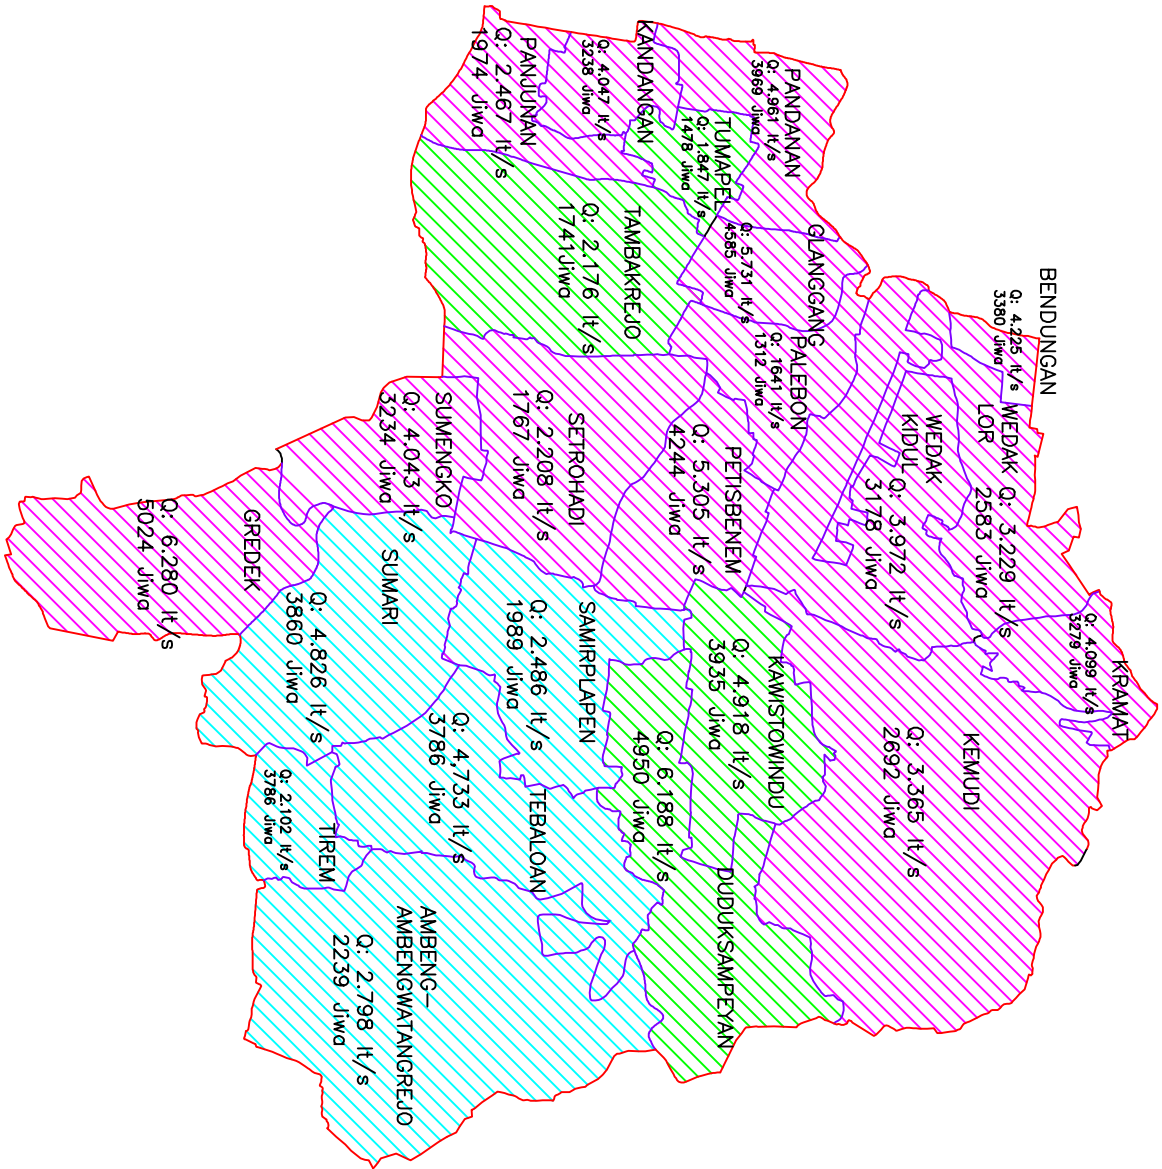 BENDUNGAN
Q: 4.225 lt/s
3380 Jiwa
KRAMAT
Q: 4.099 lt/s
3279 Jiwa
WEDAK
LOR
Q: 3.229 lt/s
2583 Jiwa
KEMUDI
Q: 3.365 lt/s
2692 Jiwa
WEDAK
KIDUL
Q: 3.972 lt/s
3178 Jiwa
PANDANAN
Q: 4.961 lt/s
3969 Jiwa
GLANGGANG
Q: 5.731 lt/s
4585 Jiwa
PALEBON
Q: 1641 lt/s
1312 Jiwa
KAWISTOWINDU
Q: 4.918 lt/s
3935 Jiwa
TUMAPEL
Q: 1.847 lt/s
1478 Jiwa
PETISBENEM
Q: 5.305 lt/s
4244 Jiwa
DUDUKSAMPEYAN
Q: 6.188 lt/s
4950 Jiwa
KANDANGAN
Q: 4.047 lt/s
3238 Jiwa
TAMBAKREJO
Q: 2.176 lt/s
1741Jiwa
SETROHADI
Q: 2.208 lt/s
1767 Jiwa
SAMIRPLAPEN
Q: 2.486 lt/s
1989 Jiwa
PANJUNAN
Q: 2.467 lt/s
1974 Jiwa
TEBALOAN
Q: 4,733 lt/s
3786 Jiwa
SUMENGKO
Q: 4.043 lt/s
3234 Jiwa
AMBENG-
AMBENGWATANGREJO
Q: 2.798 lt/s
2239 Jiwa
SUMARI
Q: 4.826 lt/s
3860 Jiwa
TIREM
Q: 2.102 lt/s
3786 Jiwa
GREDEK
Q: 6.280 lt/s
5024 Jiwa